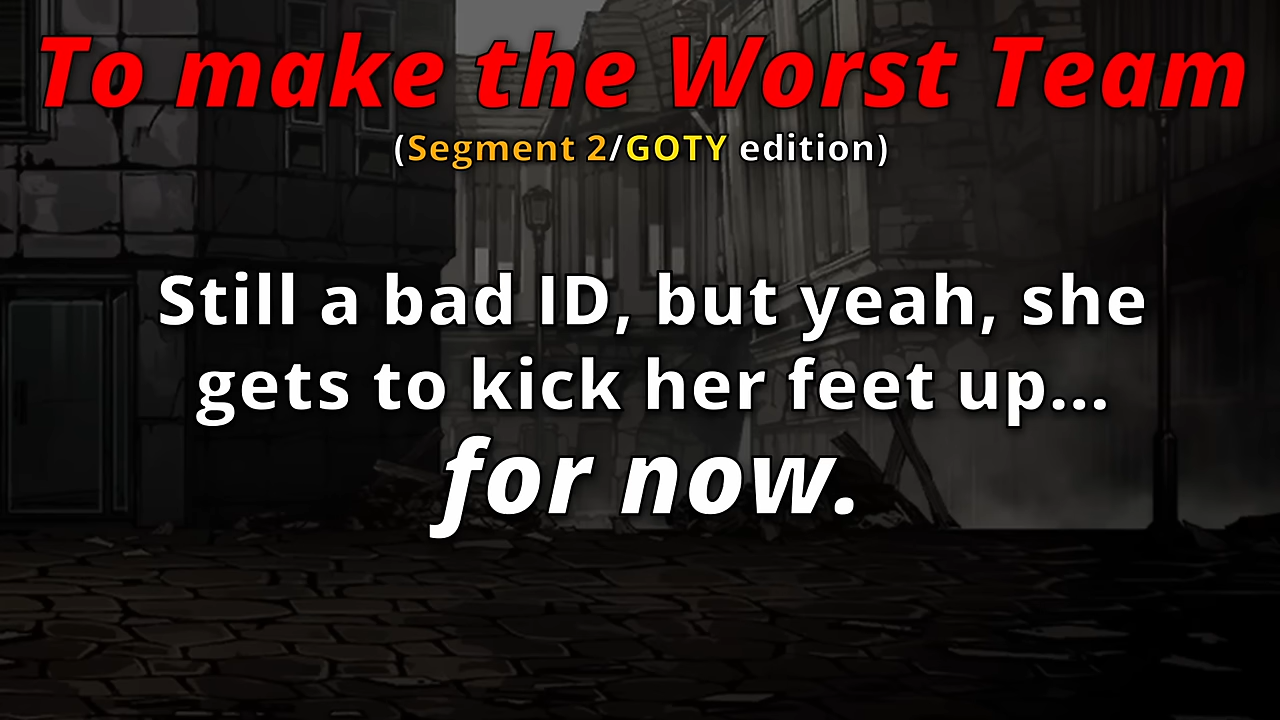 To make the Worst Team
(Segment 2/GOTY edition)
Still a bad ID, but yeah, she
gets to kick her feet up...
for now.